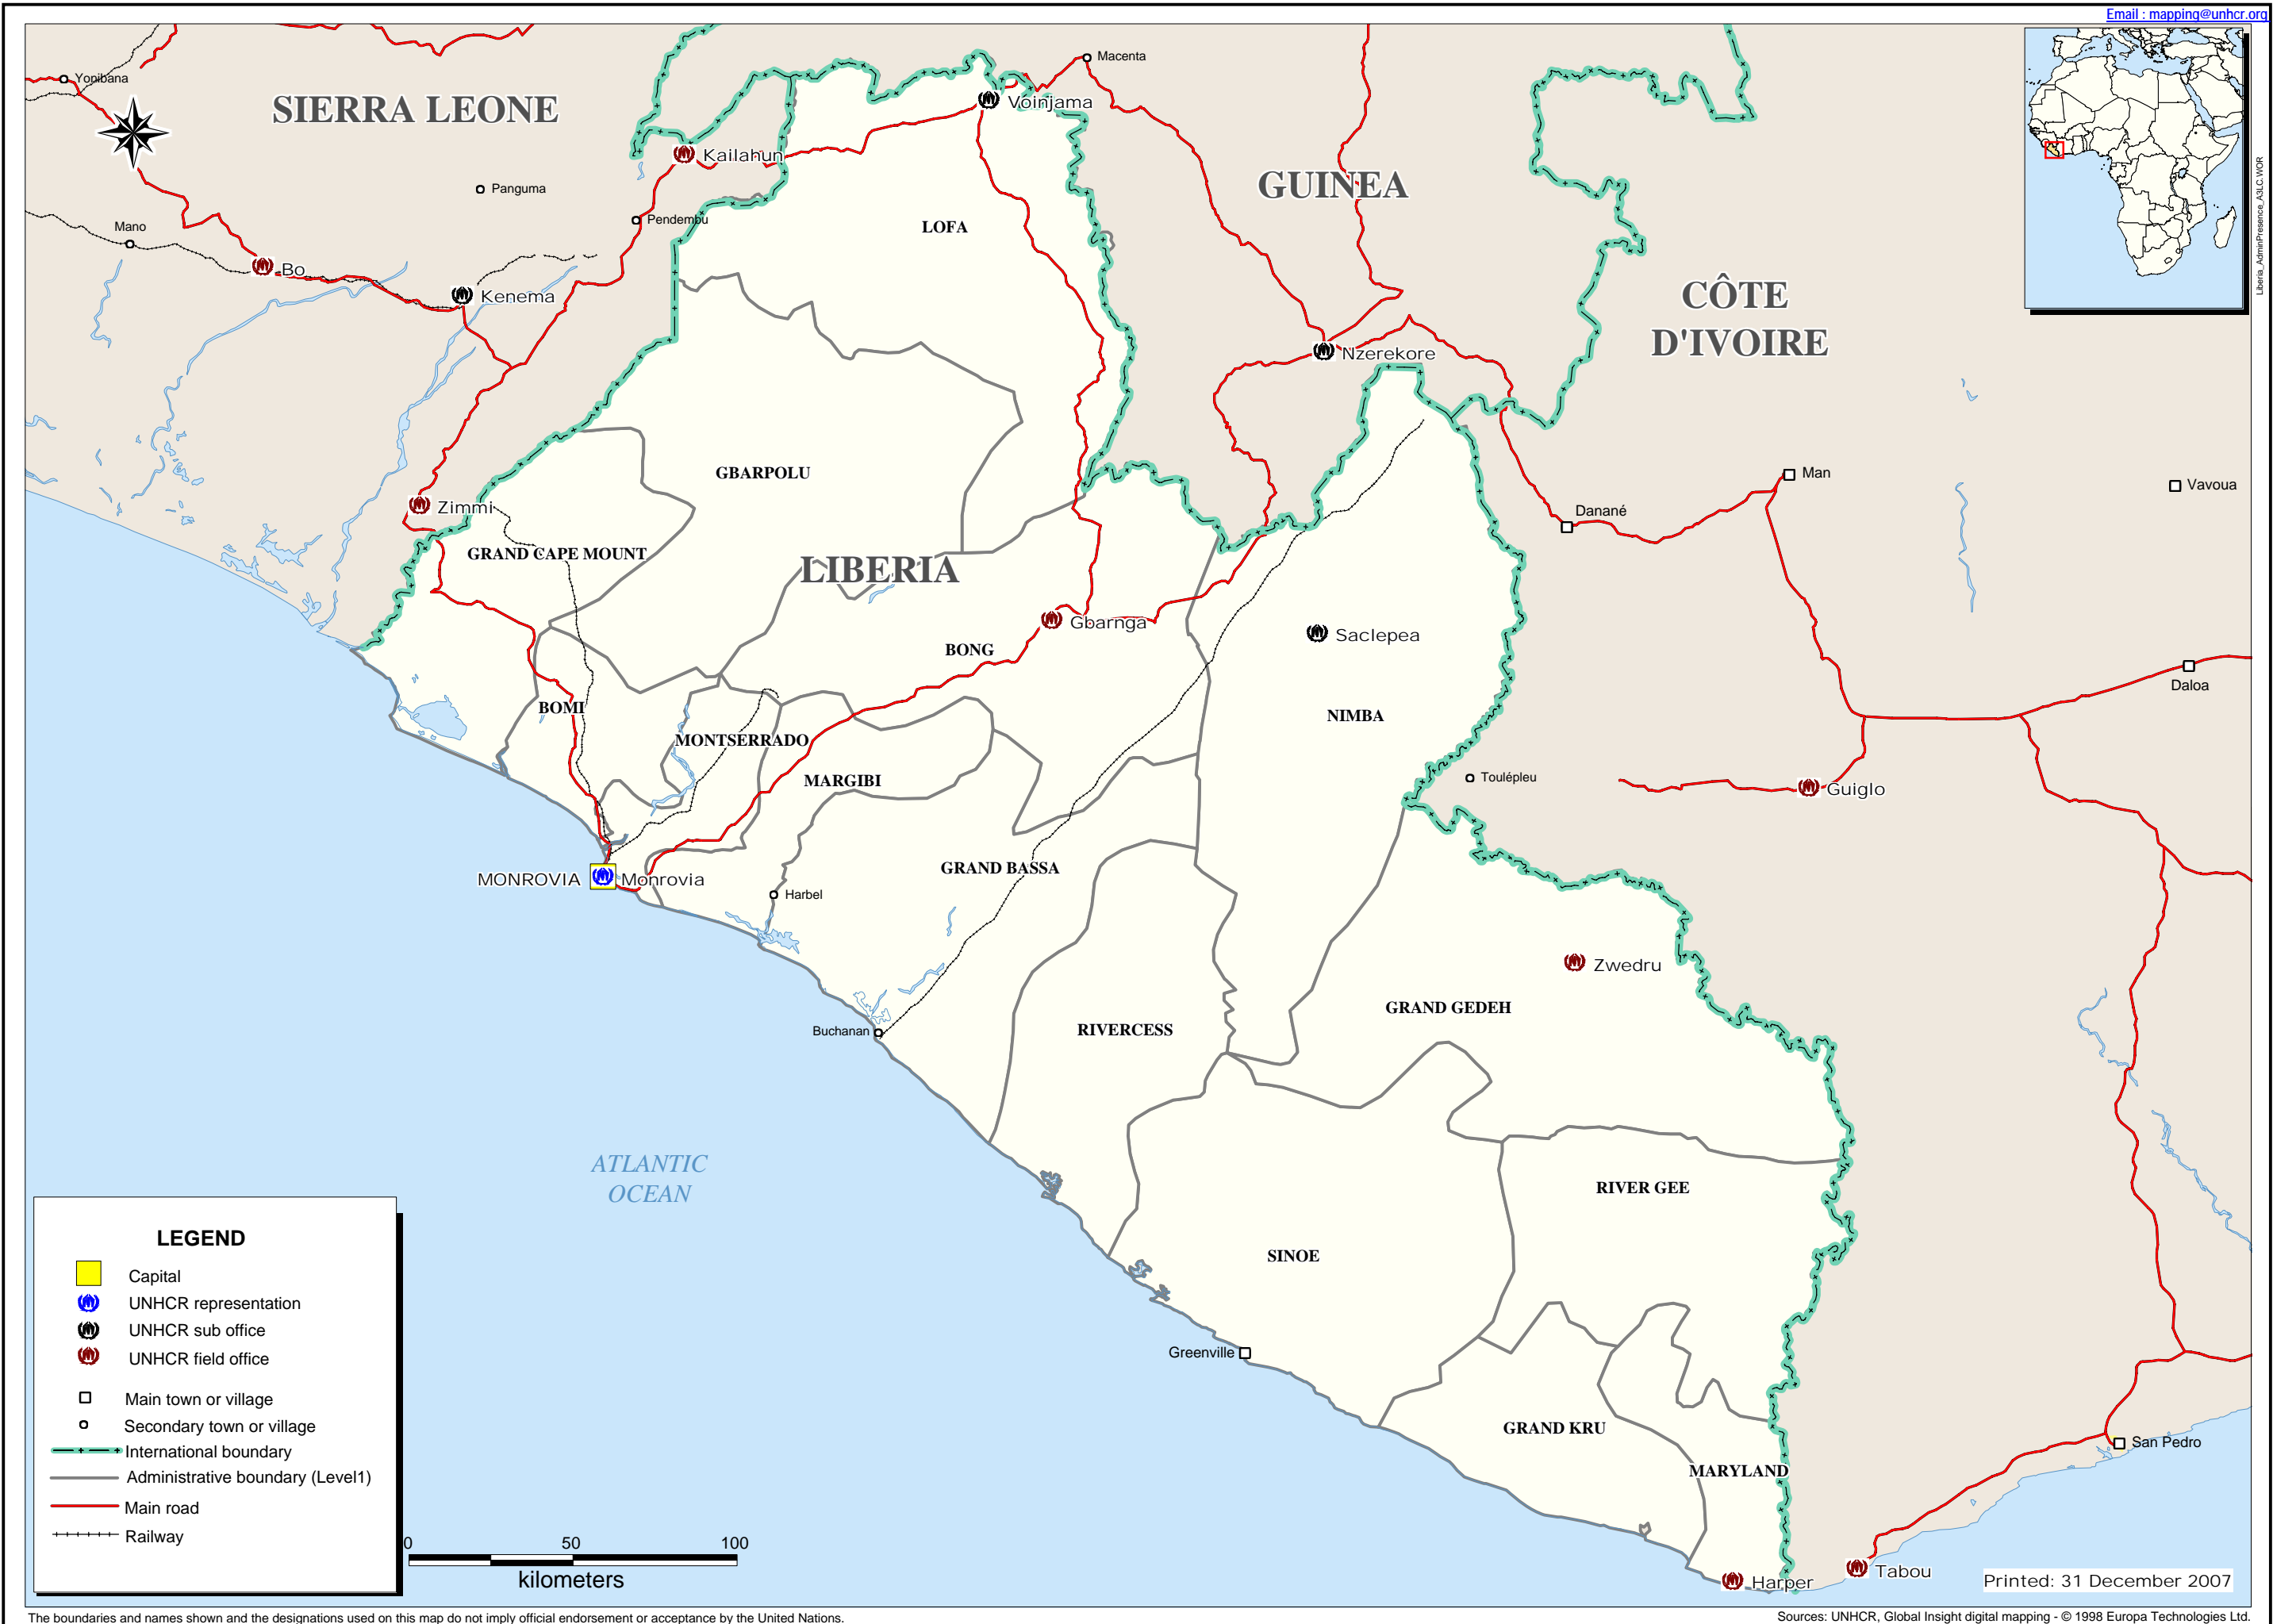 Email : mapping@unhcr.org
Liberia_AdminPresence_A3LC.WOR
Yonibana
Macenta
SIERRA LEONE
Voinjama
Kailahun
GUINEA
Panguma
Pendembu
Mano
LOFA
Bo
Kenema
CÔTE
D'IVOIRE
Nzerekore
GBARPOLU
Man
Vavoua
Zimmi
Danané
GRAND CAPE MOUNT
LIBERIA
Gbarnga
Saclepea
BONG
Daloa
BOMI
NIMBA
MONTSERRADO
MARGIBI
Toulépleu
Guiglo
GRAND BASSA
MONROVIA
Monrovia
Harbel
Zwedru
GRAND GEDEH
Buchanan
RIVERCESS
ATLANTIC
OCEAN
RIVER GEE
SINOE
Greenville
GRAND KRU
San Pedro
MARYLAND
Tabou
Harper
LEGEND
Capital
UNHCR representation
UNHCR sub office
UNHCR field office
Main town or village
Secondary town or village
International boundary
Administrative boundary (Level1)
Main road
Railway
0 50 100
kilometers
Printed: 31 December 2007
The boundaries and names shown and the designations used on this map do not imply official endorsement or acceptance by the United Nations.
Sources: UNHCR, Global Insight digital mapping - © 1998 Europa Technologies Ltd.